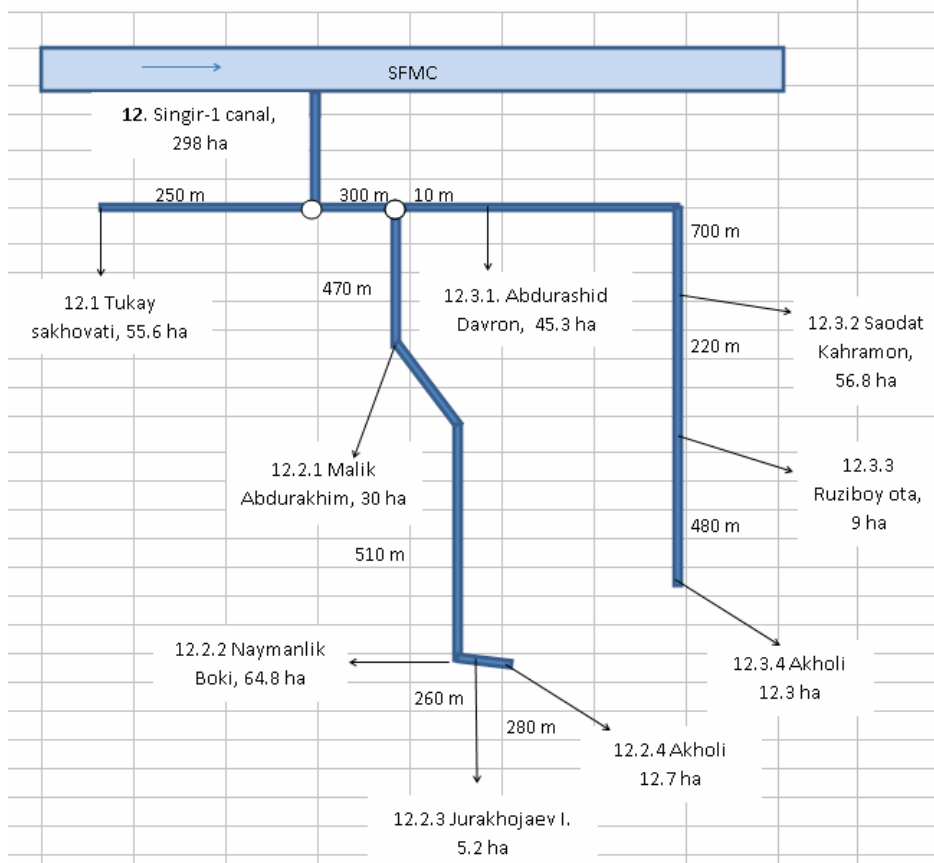 SFMC
12. Singir-1 canal,
298 ha
250 m
300 m
10 m
700 m
12.1 Tukay
sakhovati, 55.6 ha
470 m
12.3.1. Abdurashid
Davron, 45.3 ha
12.3.2 Saodat
Kahramon,
56.8 ha
220 m
12.2.1 Malik
Abdurakhim, 30 ha
12.3.3
Ruziboy ota,
9 ha
480 m
510 m
12.2.2 Naymanlik
Boki, 64.8 ha
12.3.4 Akholi
12.3 ha
260 m
280 m
12.2.4 Akholi
12.7 ha
12.2.3 Jurakhojaev I.
5.2 ha